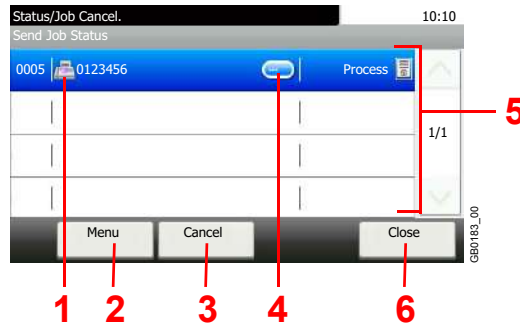 Status/Job Cancel. 10:10
Send Job Status
0005 0123456 Process
1/1
5
Menu Cancel Close
GB0183_00
1 2 3 4 6